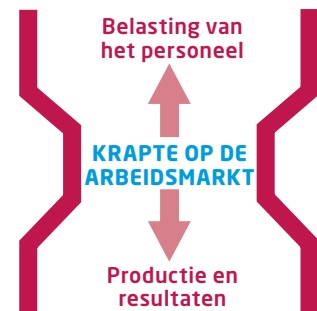 Belasting van
het personeel
KRAPTE OP DE
ARBEIDSMARKT
Productie en
resultaten